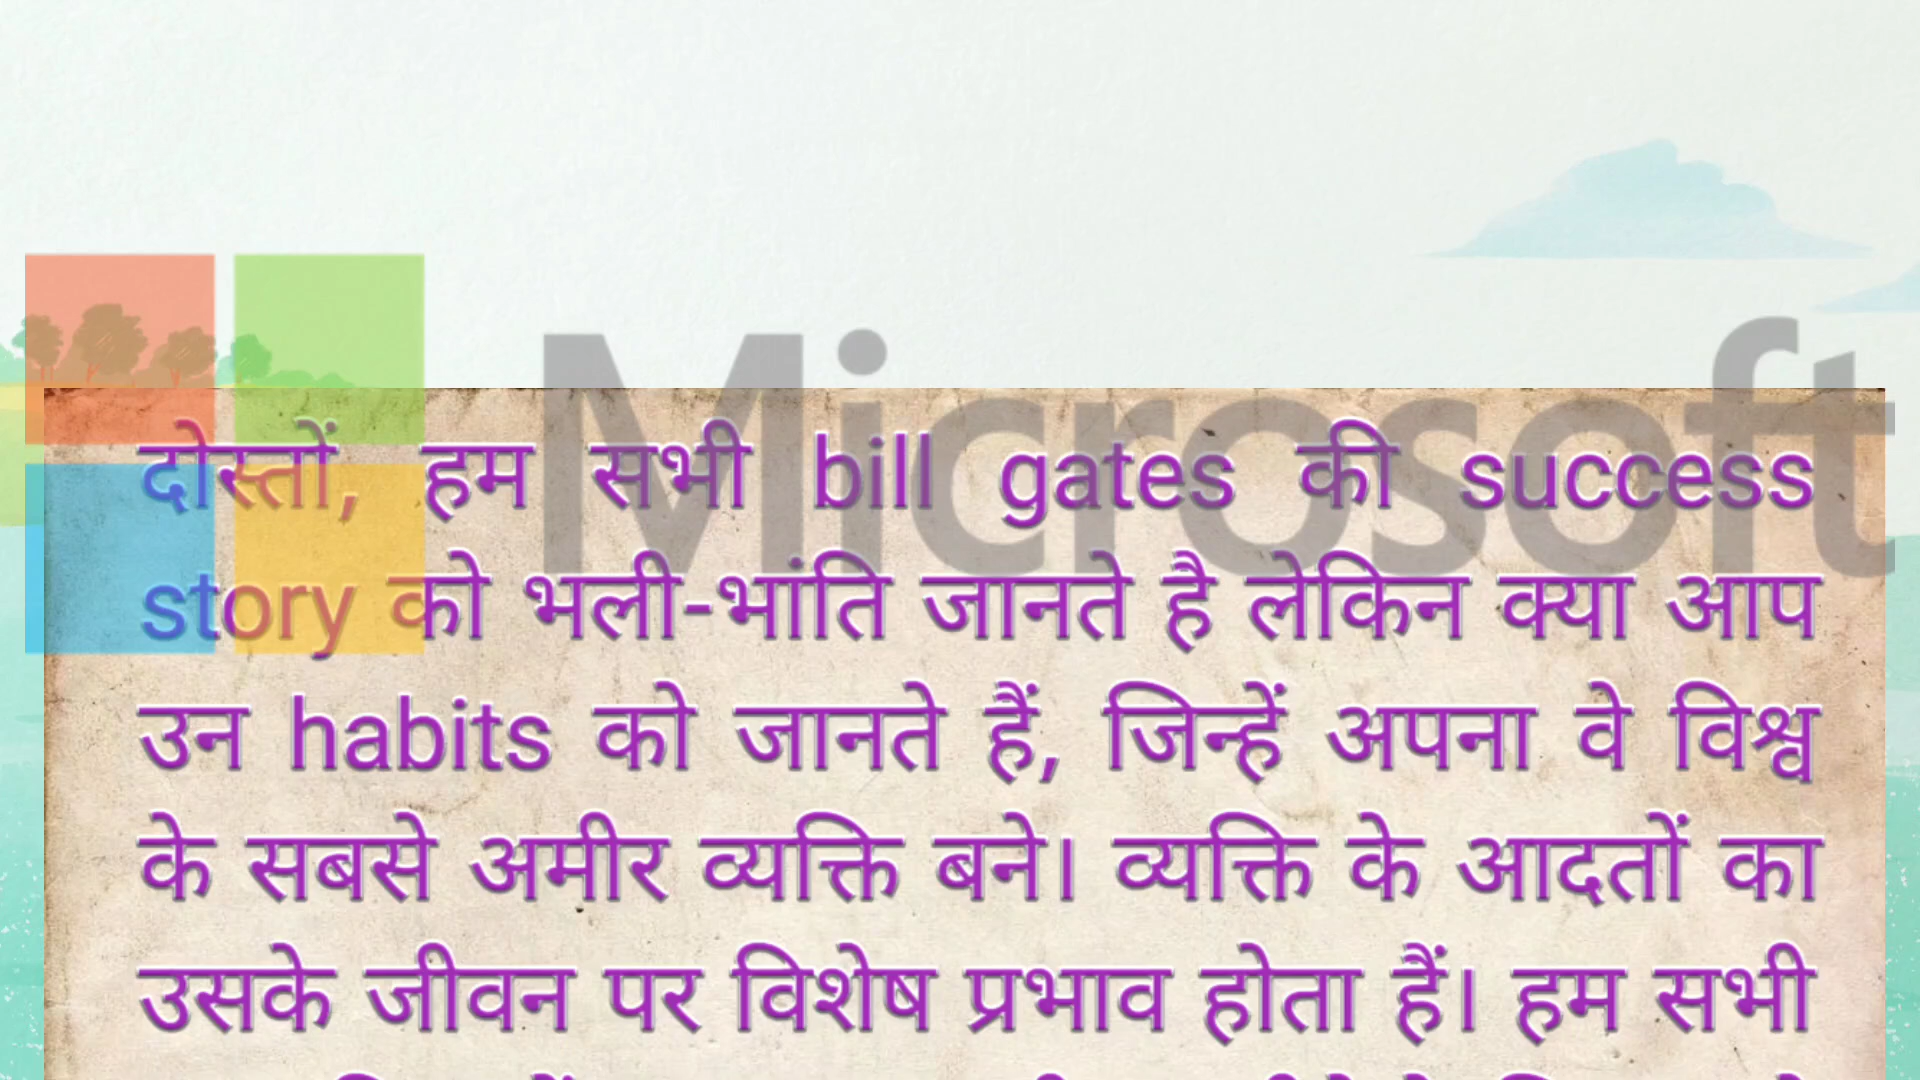 Microsoft
दोस्तों, हम सभी bill gates की success
story को भली-भांति जानते है लेकिन क्या आप
उन habits को जानते हैं, जिन्हें अपना वे विश्व
के सबसे अमीर व्यक्ति बने। व्यक्ति के आदतों का
उसके जीवन पर विशेष प्रभाव होता हैं। हम सभी